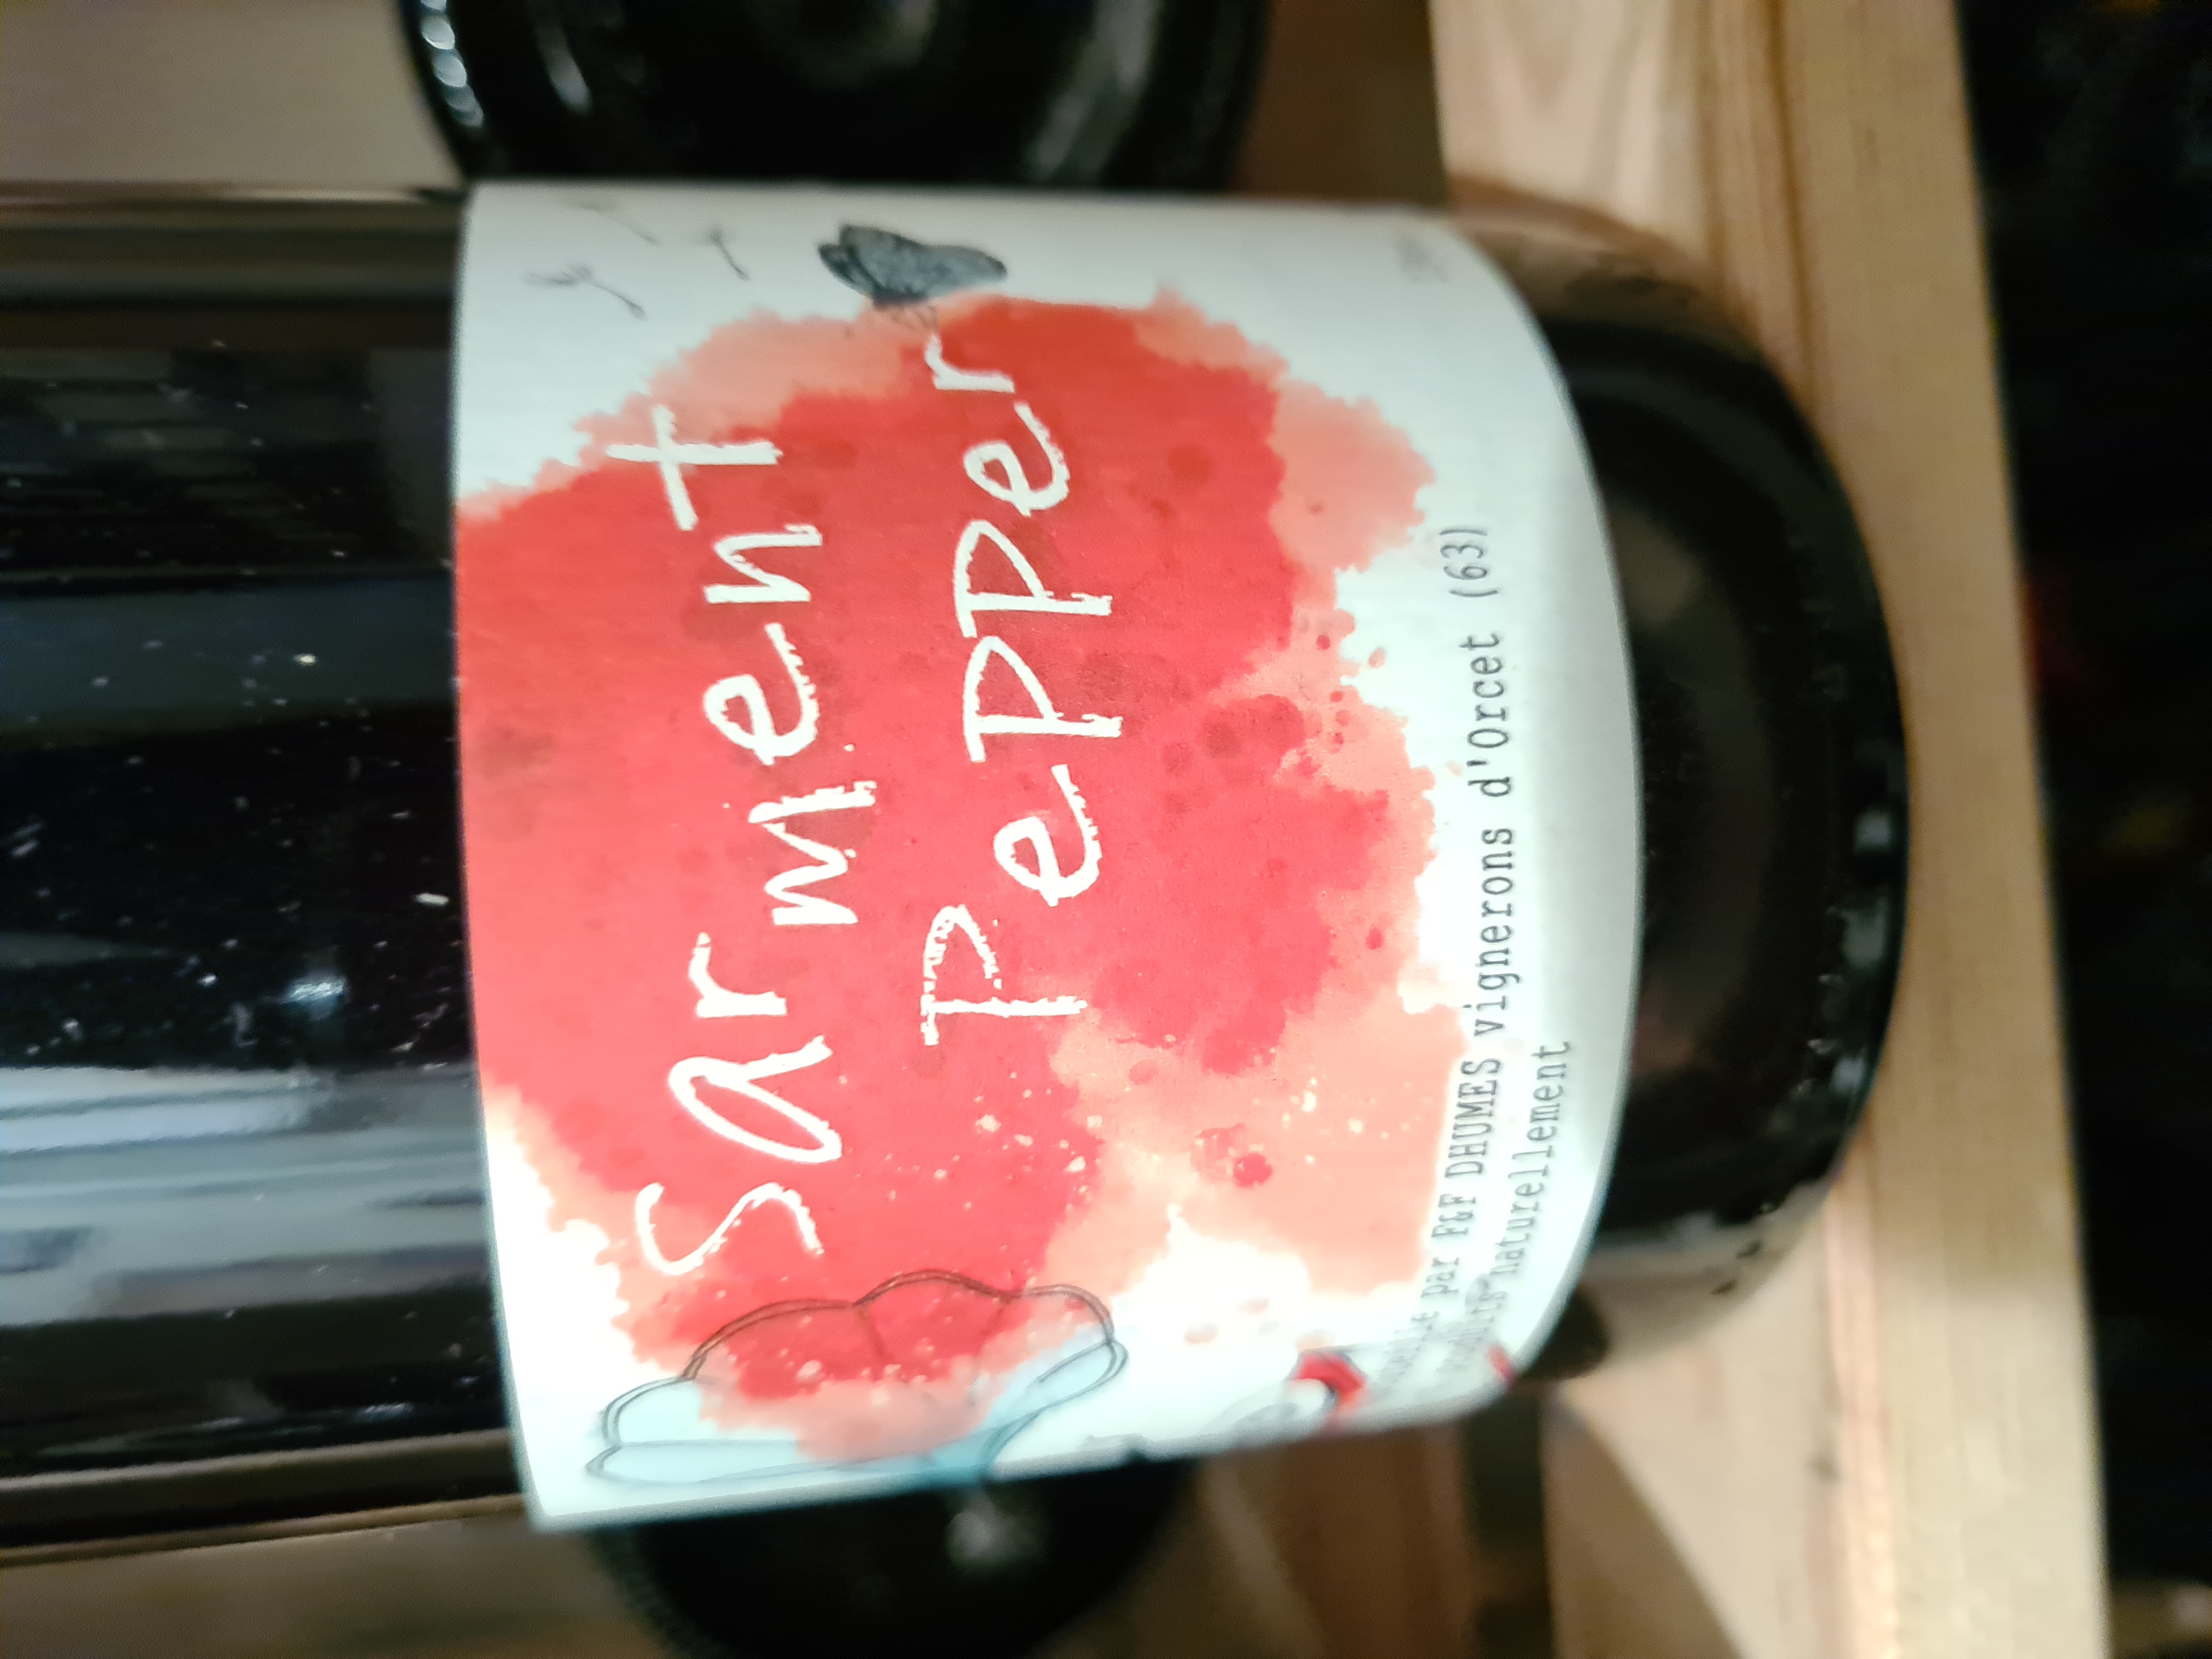 sarment
Pepper
par F&F DHUMES vignerons d'orcet (63)
naturellement